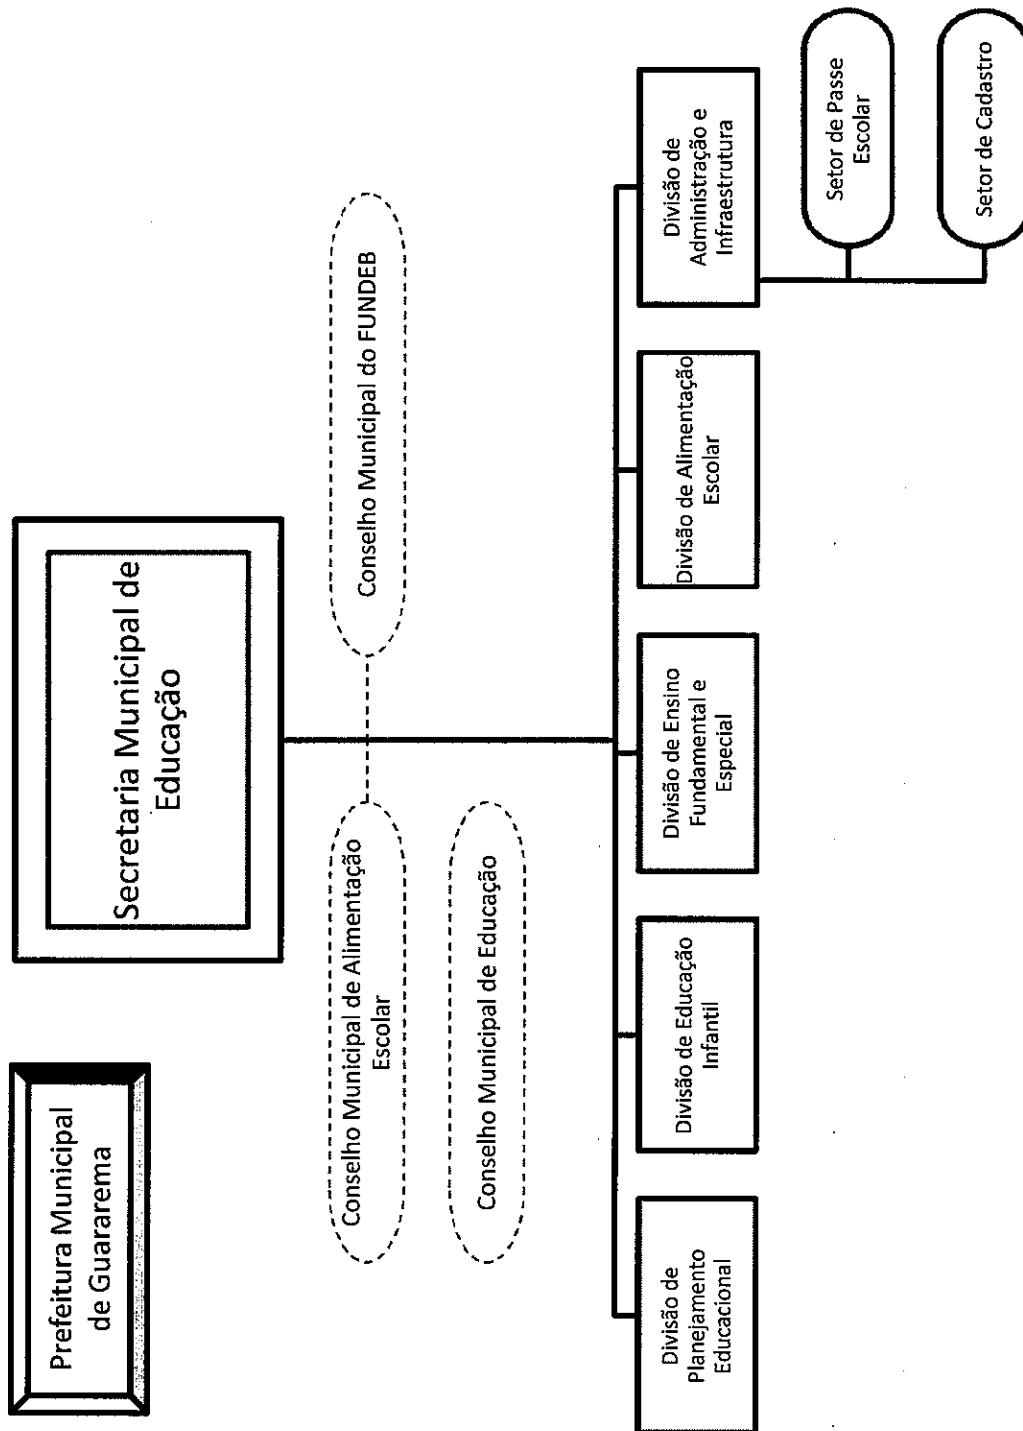 Prefeitura Municipal
de Guararema
Secretaria Municipal de
Educação
Conselho Municipal de Alimentação
Escolar
Conselho Municipal do FUNDEB
Conselho Municipal de Educação
Divisão de
Planejamento
Educacional
Divisão de Educação
Infantil
Divisão de Ensino
Fundamental e
Especial
Divisão de Alimentação
Escolar
Divisão de
Administração e
Infraestrutura
Setor de Passe
Escolar
Setor de Cadastro